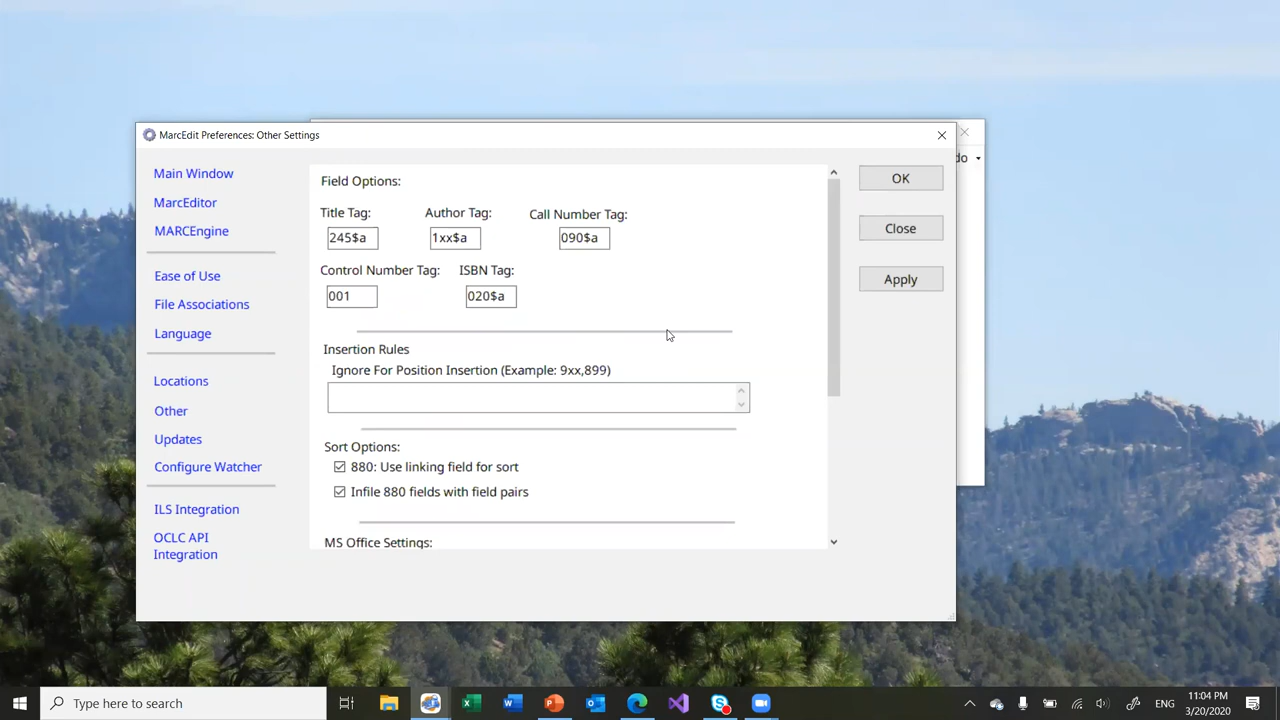 MarcEdit Preferences: Other Settings
do
Main Window
MarcEditor
MARCEngine
Ease of Use
File Associations
Language
Locations
Other
Updates
Configure Watcher
ILS Integration
OCLC API
Integration
Field Options:
Title Tag:
Author Tag:
Call Number Tag:
245$a
1xx$a
090$a
Control Number Tag:
ISBN Tag:
001
020$a
Insertion Rules
Ignore For Position Insertion (Example: 9xx,899)
Sort Options:
880: Use linking field for sort
Infile 880 fields with field pairs
MS Office Settings:
OK
Close
Apply
Type here to search
ENG
11:04 PM
3/20/2020